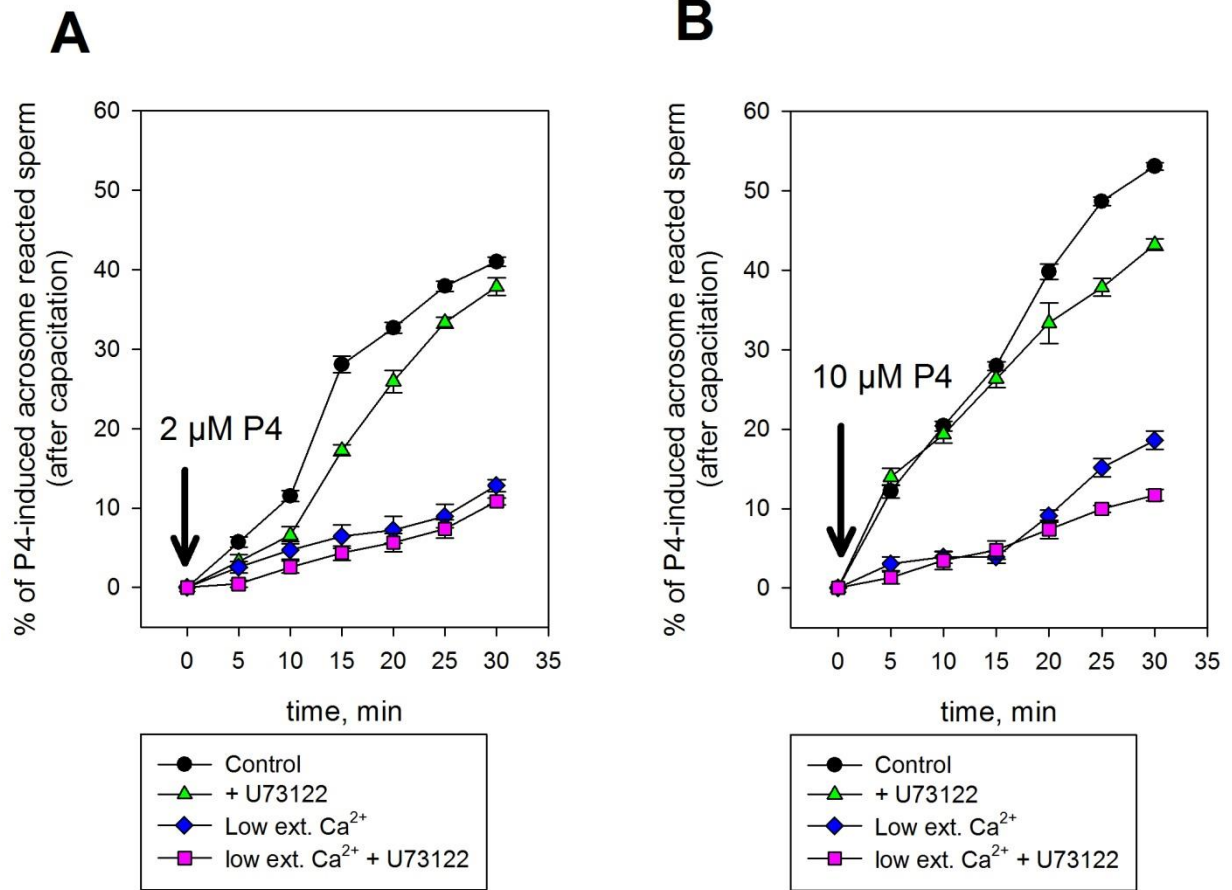 A
% of P4-induced acrosome reacted sperm
(after capacitation)
60
50
40
30
20
10
0
2 µM P4
0 5 10 15 20 25 30 35
time, min
Control
+ U73122
Low ext. Ca²⁺
low ext. Ca²⁺ + U73122
B
% of P4-induced acrosome reacted sperm
(after capacitation)
60
50
40
30
20
10
0
10 µM P4
0 5 10 15 20 25 30 35
time, min
Control
+ U73122
Low ext. Ca²⁺
low ext. Ca²⁺ + U73122